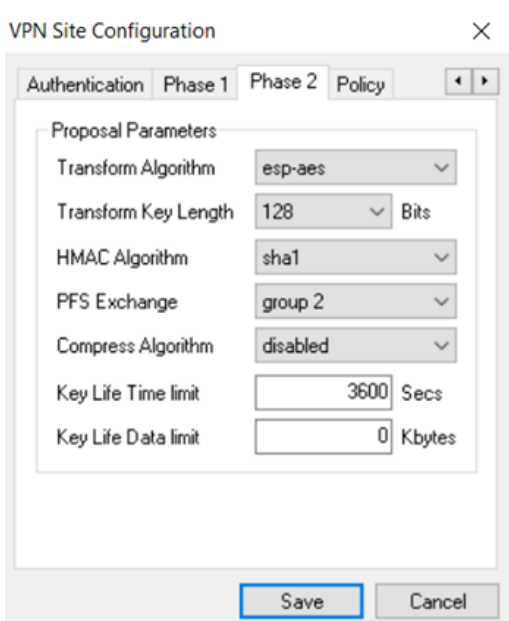 VPN Site Configuration
Authentication Phase 1 Phase 2 Policy
Proposal Parameters
Transform Algorithm esp-aes
Transform Key Length 128 Bits
HMAC Algorithm sha1
PFS Exchange group 2
Compress Algorithm disabled
Key Life Time limit 3600 Secs
Key Life Data limit 0 Kbytes
Save Cancel